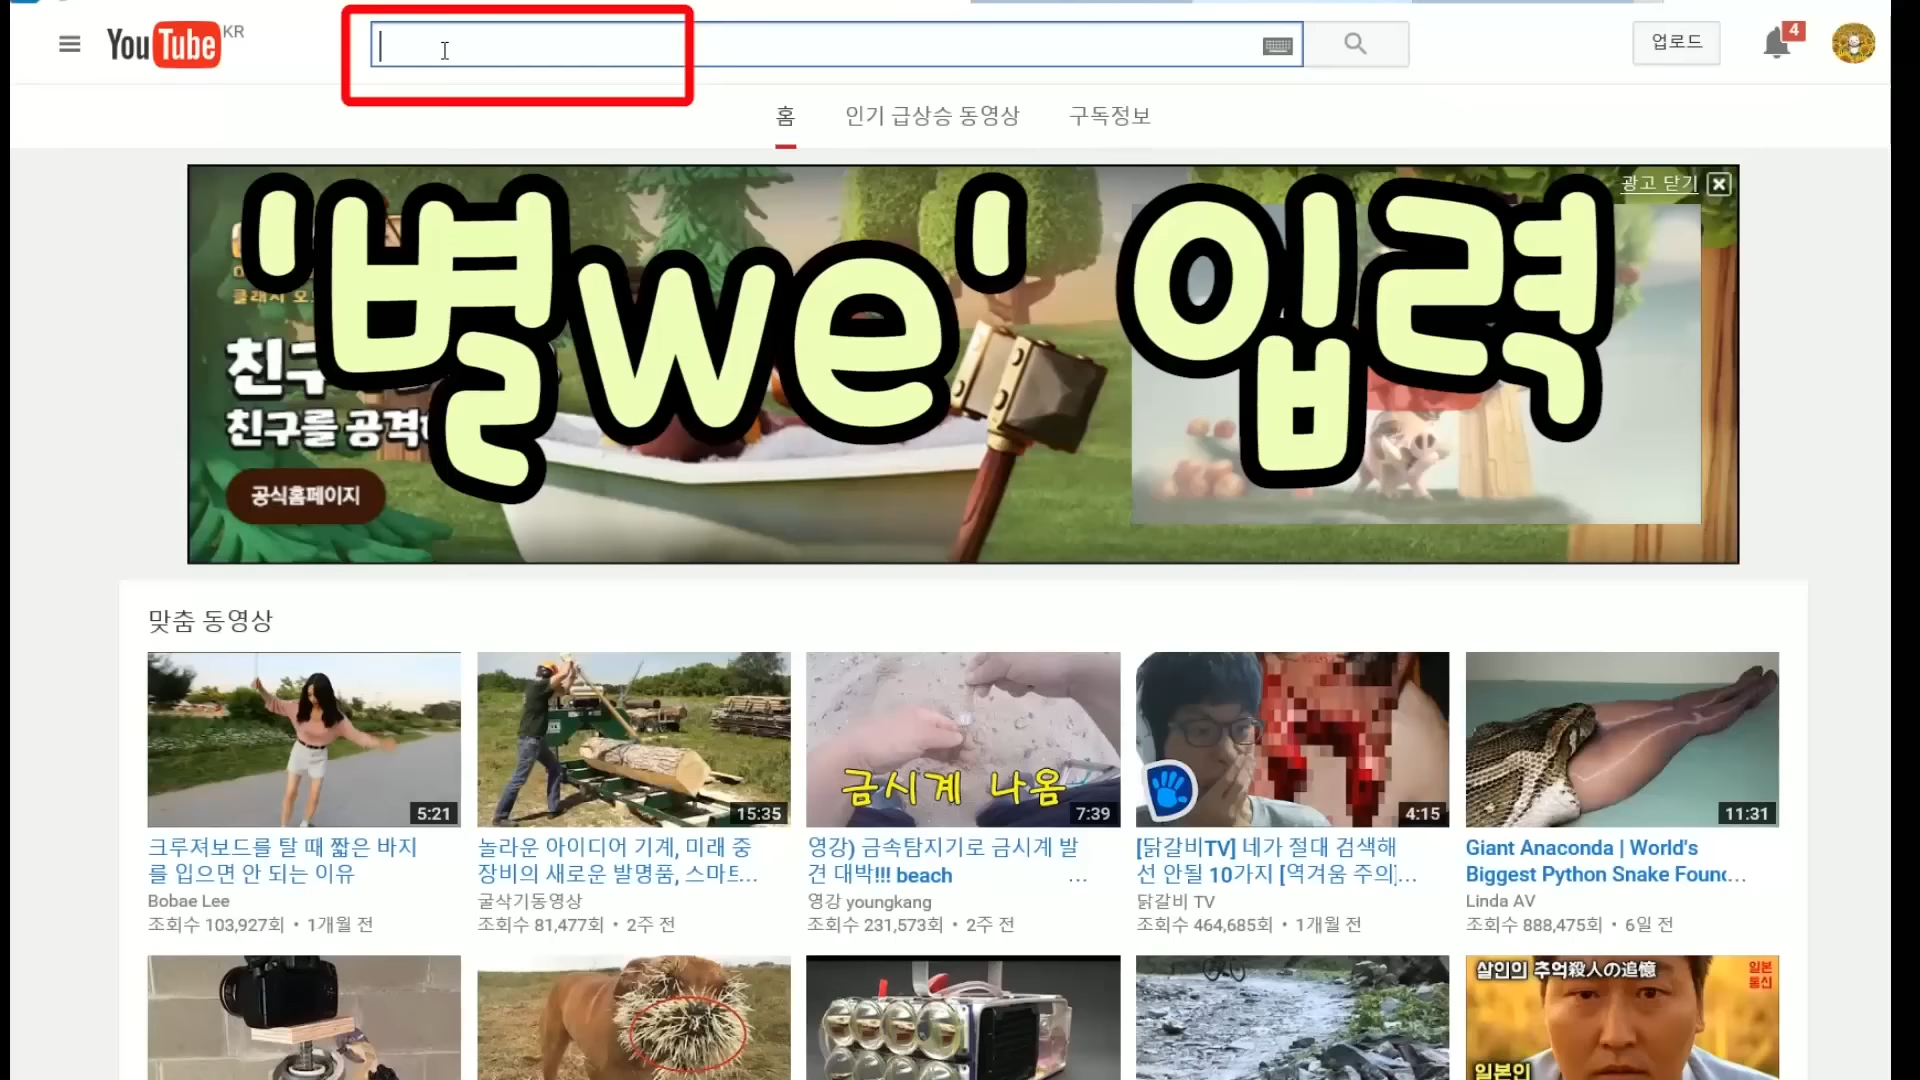 YouTube KR
업로드
4
홈 인기 급상승 동영상 구독정보
광고 닫기
'별we' 입력
친구
친구를 공격
공식홈페이지
맞춤 동영상
5:21
크루져보드를 탈 때 짧은 바지
를 입으면 안 되는 이유
Bobae Lee
조회수 103,927회 • 1개월 전
15:35
놀라운 아이디어 기계, 미래 중
장비의 새로운 발명품, 스마트...
굴삭기동영상
조회수 81,477회 • 2주 전
금시계 나옴
7:39
영강) 금속탐지기로 금시계 발
견 대박!!! beach ...
영강 youngkang
조회수 231,573회 • 2주 전
4:15
[닭갈비TV] 네가 절대 검색해
선 안될 10가지 [역겨움 주의]...
닭갈비 TV
조회수 464,685회 • 1개월 전
11:31
Giant Anaconda | World's
Biggest Python Snake Found...
Linda AV
조회수 888,475회 • 6일 전
살인의 추억殺人の追憶
일본
통신
일본인